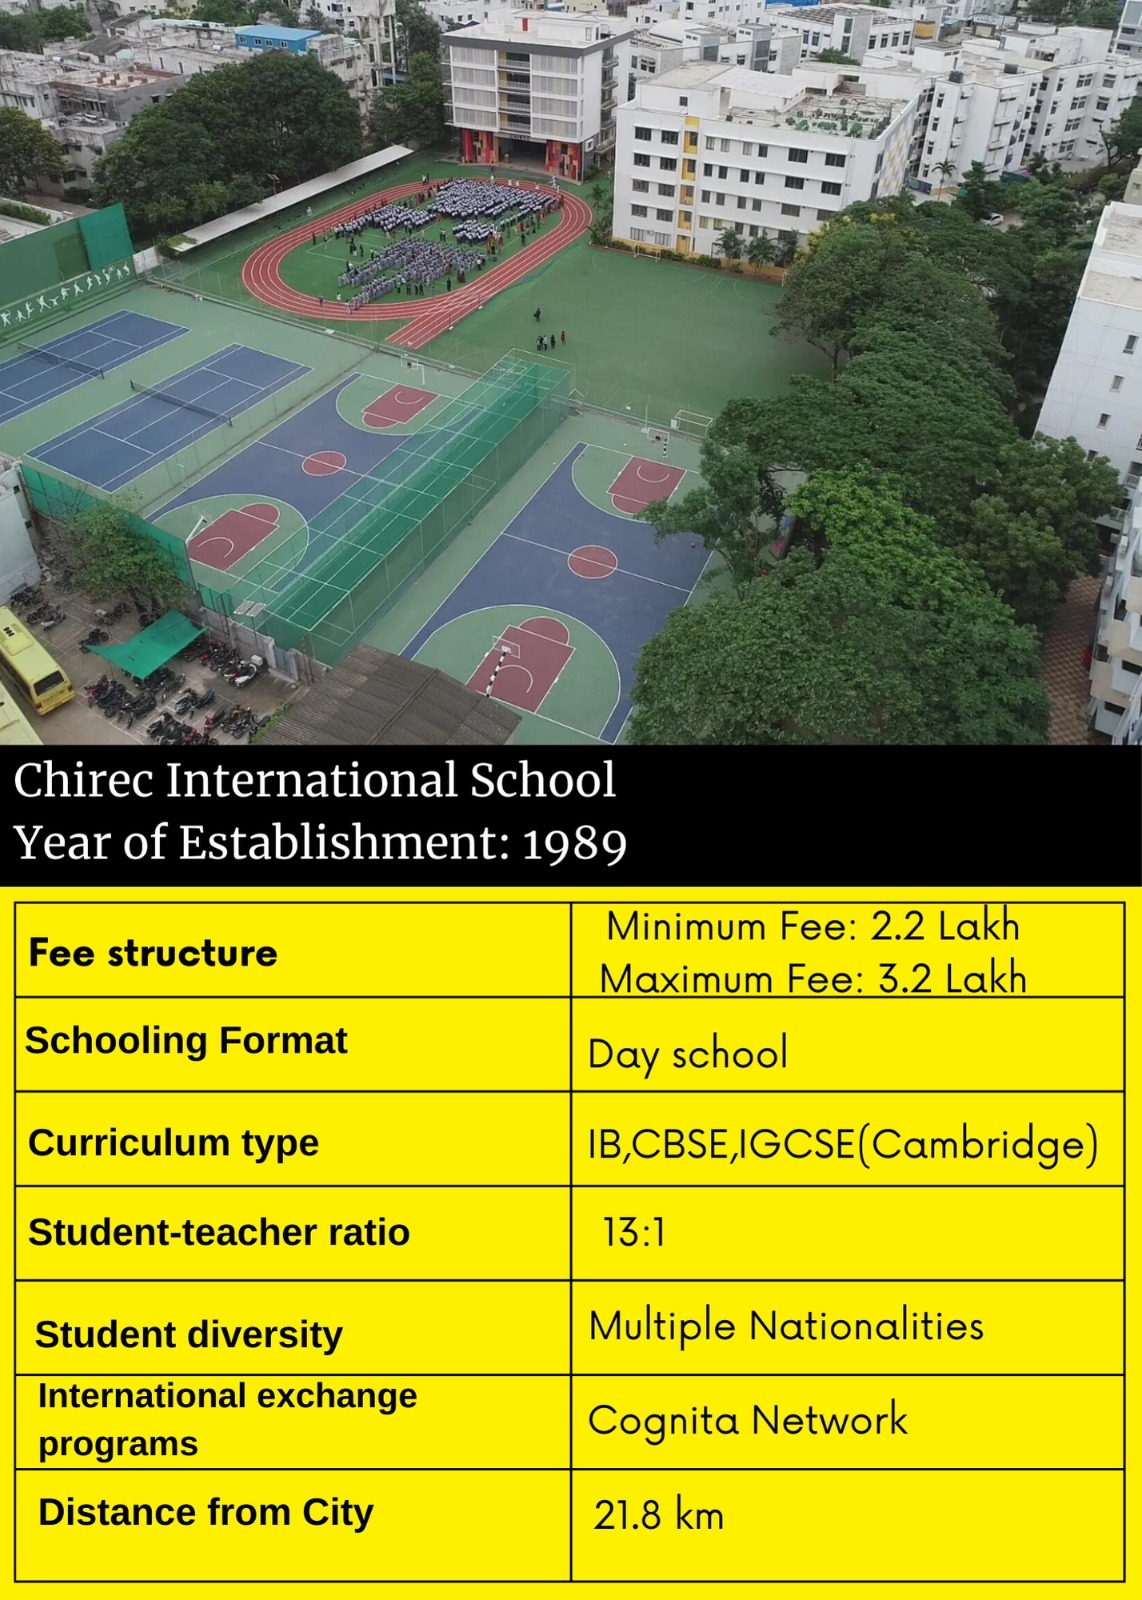 Chirec International School
Year of Establishment: 1989
Fee structure
Minimum Fee: 2.2 Lakh
Maximum Fee: 3.2 Lakh
Schooling Format
Day school
Curriculum type
IB,CBSE,IGCSE(Cambridge)
Student-teacher ratio
13:1
Student diversity
Multiple Nationalities
International exchange
programs
Cognita Network
Distance from City
21.8 km